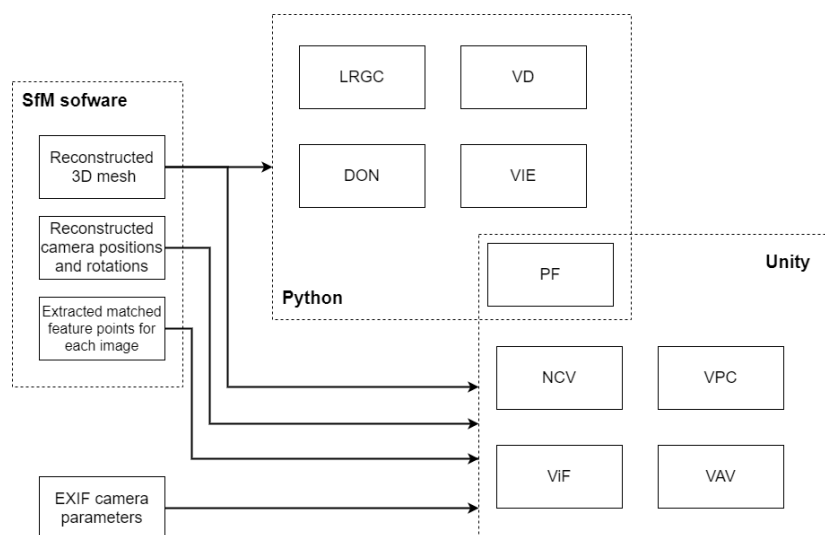 SfM sofware
Reconstructed
3D mesh
Reconstructed
camera positions
and rotations
Extracted matched
feature points for
each image
EXIF camera
parameters
LRGC
VD
DON
VIE
Python
PF
Unity
NCV
VPC
ViF
VAV